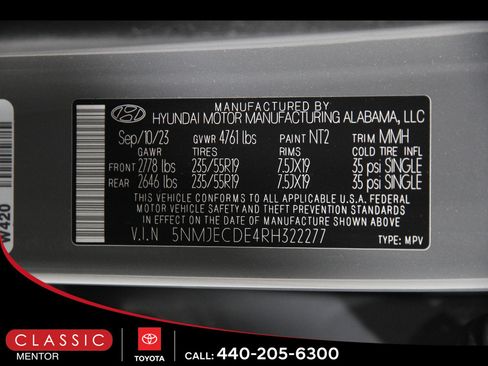 MANUFACTURED BY
HYUNDAI MOTOR MANUFACTURING ALABAMA, LLC
Sep/10/23 GVWR 4761 lbs PAINT NT2 TRIM MMH
GAWR TIRES RIMS COLD TIRE INFL
FRONT 2778 lbs 235/55R19 7.5JX19 35 psi SINGLE
REAR 2646 lbs 235/55R19 7.5JX19 35 psi SINGLE
THIS VEHICLE CONFORMS TO ALL APPLICABLE U.S.A. FEDERAL
MOTOR VEHICLE SAFETY AND THEFT PREVENTION STANDARDS
IN EFFECT ON THE DATE OF MANUFACTURE SHOWN ABOVE.
V.I.N 5NMJECDE4RH322277 TYPE: MPV
W420
CLASSIC
MENTOR
TOYOTA
CALL: 440-205-6300